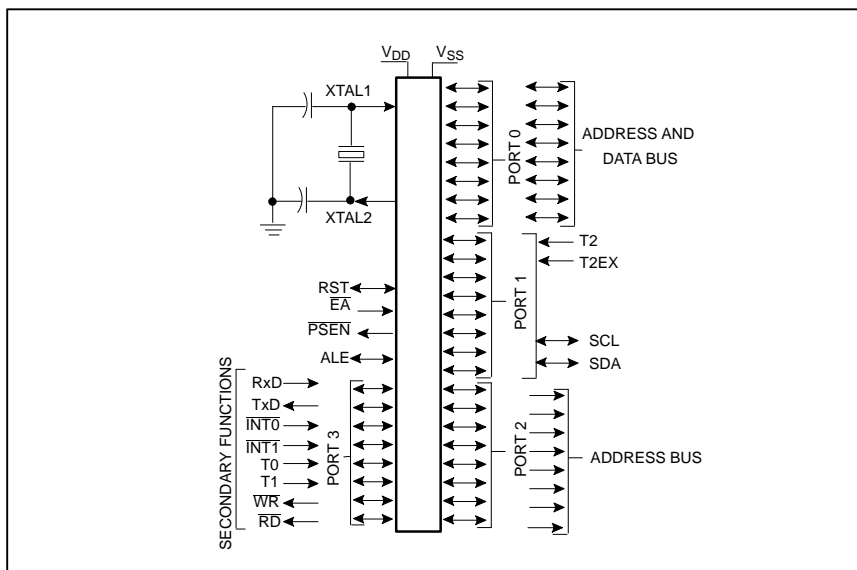 VDD VSS
XTAL1
XTAL2
PORT 0
ADDRESS AND
DATA BUS
PORT 1
T2
T2EX
SCL
SDA
RST
EA
PSEN
ALE
SECONDARY FUNCTIONS
RxD
TxD
INT0
INT1
T0
T1
WR
RD
PORT 3
PORT 2
ADDRESS BUS